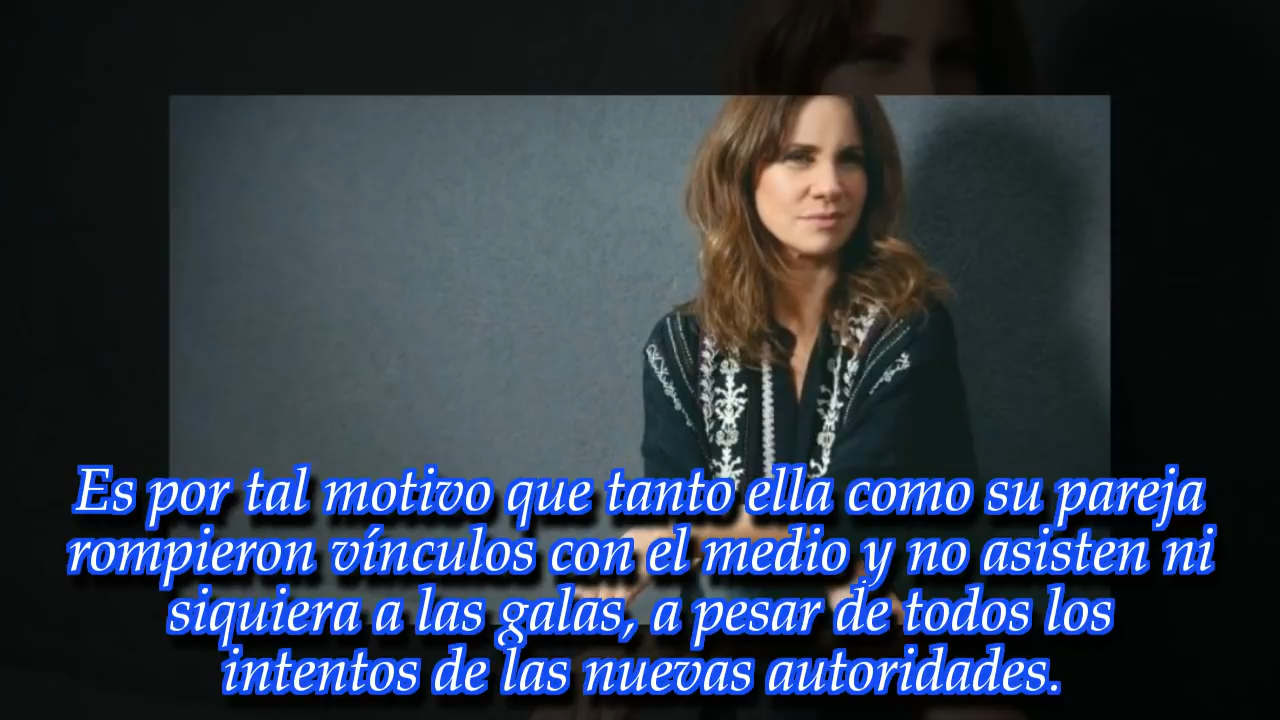 Es por tal motivo que tanto ella como su pareja
rompieron vínculos con el medio y no asisten ni
siquiera a las galas, a pesar de todos los
intentos de las nuevas autoridades.